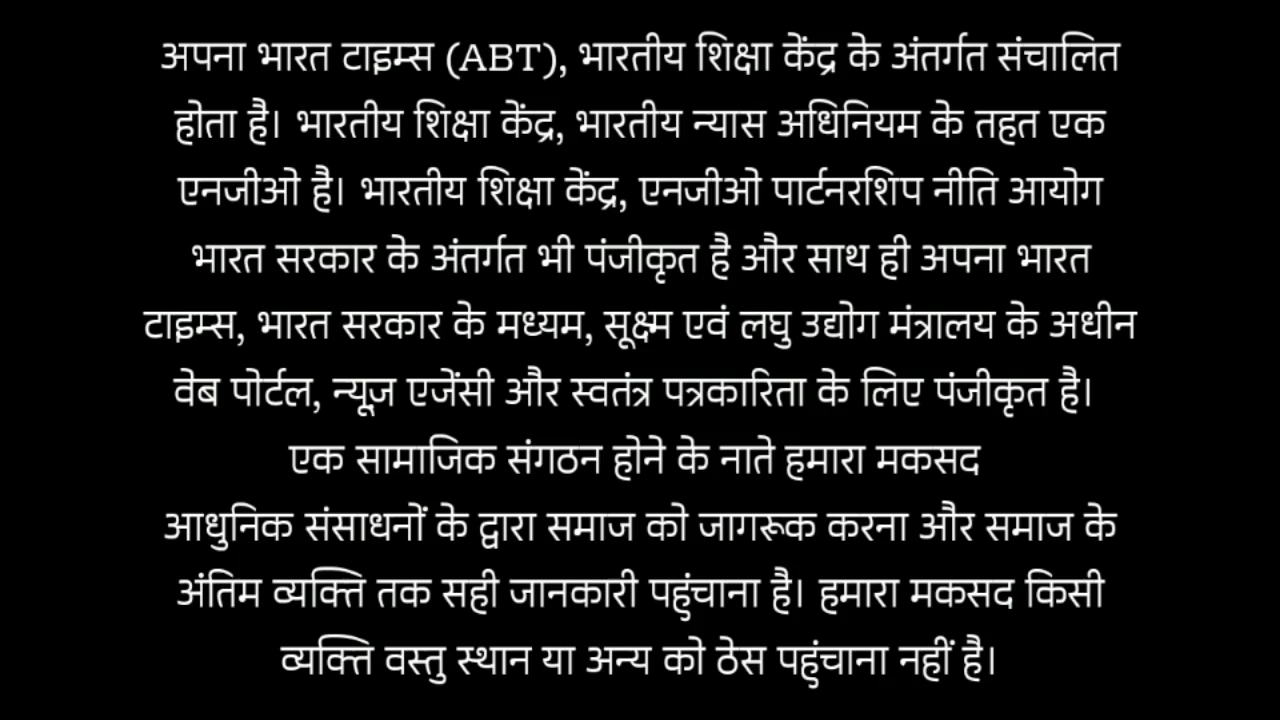 अपना भारत टाइम्स (ABT), भारतीय शिक्षा केंद्र के अंतर्गत संचालित
होता है। भारतीय शिक्षा केंद्र, भारतीय न्यास अधिनियम के तहत एक
एनजीओ है। भारतीय शिक्षा केंद्र, एनजीओ पार्टनरशिप नीति आयोग
भारत सरकार के अंतर्गत भी पंजीकृत है और साथ ही अपना भारत
टाइम्स, भारत सरकार के मध्यम, सूक्ष्म एवं लघु उद्योग मंत्रालय के अधीन
वेब पोर्टल, न्यूज़ एजेंसी और स्वतंत्र पत्रकारिता के लिए पंजीकृत है।
एक सामाजिक संगठन होने के नाते हमारा मकसद
आधुनिक संसाधनों के द्वारा समाज को जागरूक करना और समाज के
अंतिम व्यक्ति तक सही जानकारी पहुंचाना है। हमारा मकसद किसी
व्यक्ति वस्तु स्थान या अन्य को ठेस पहुंचाना नहीं है।